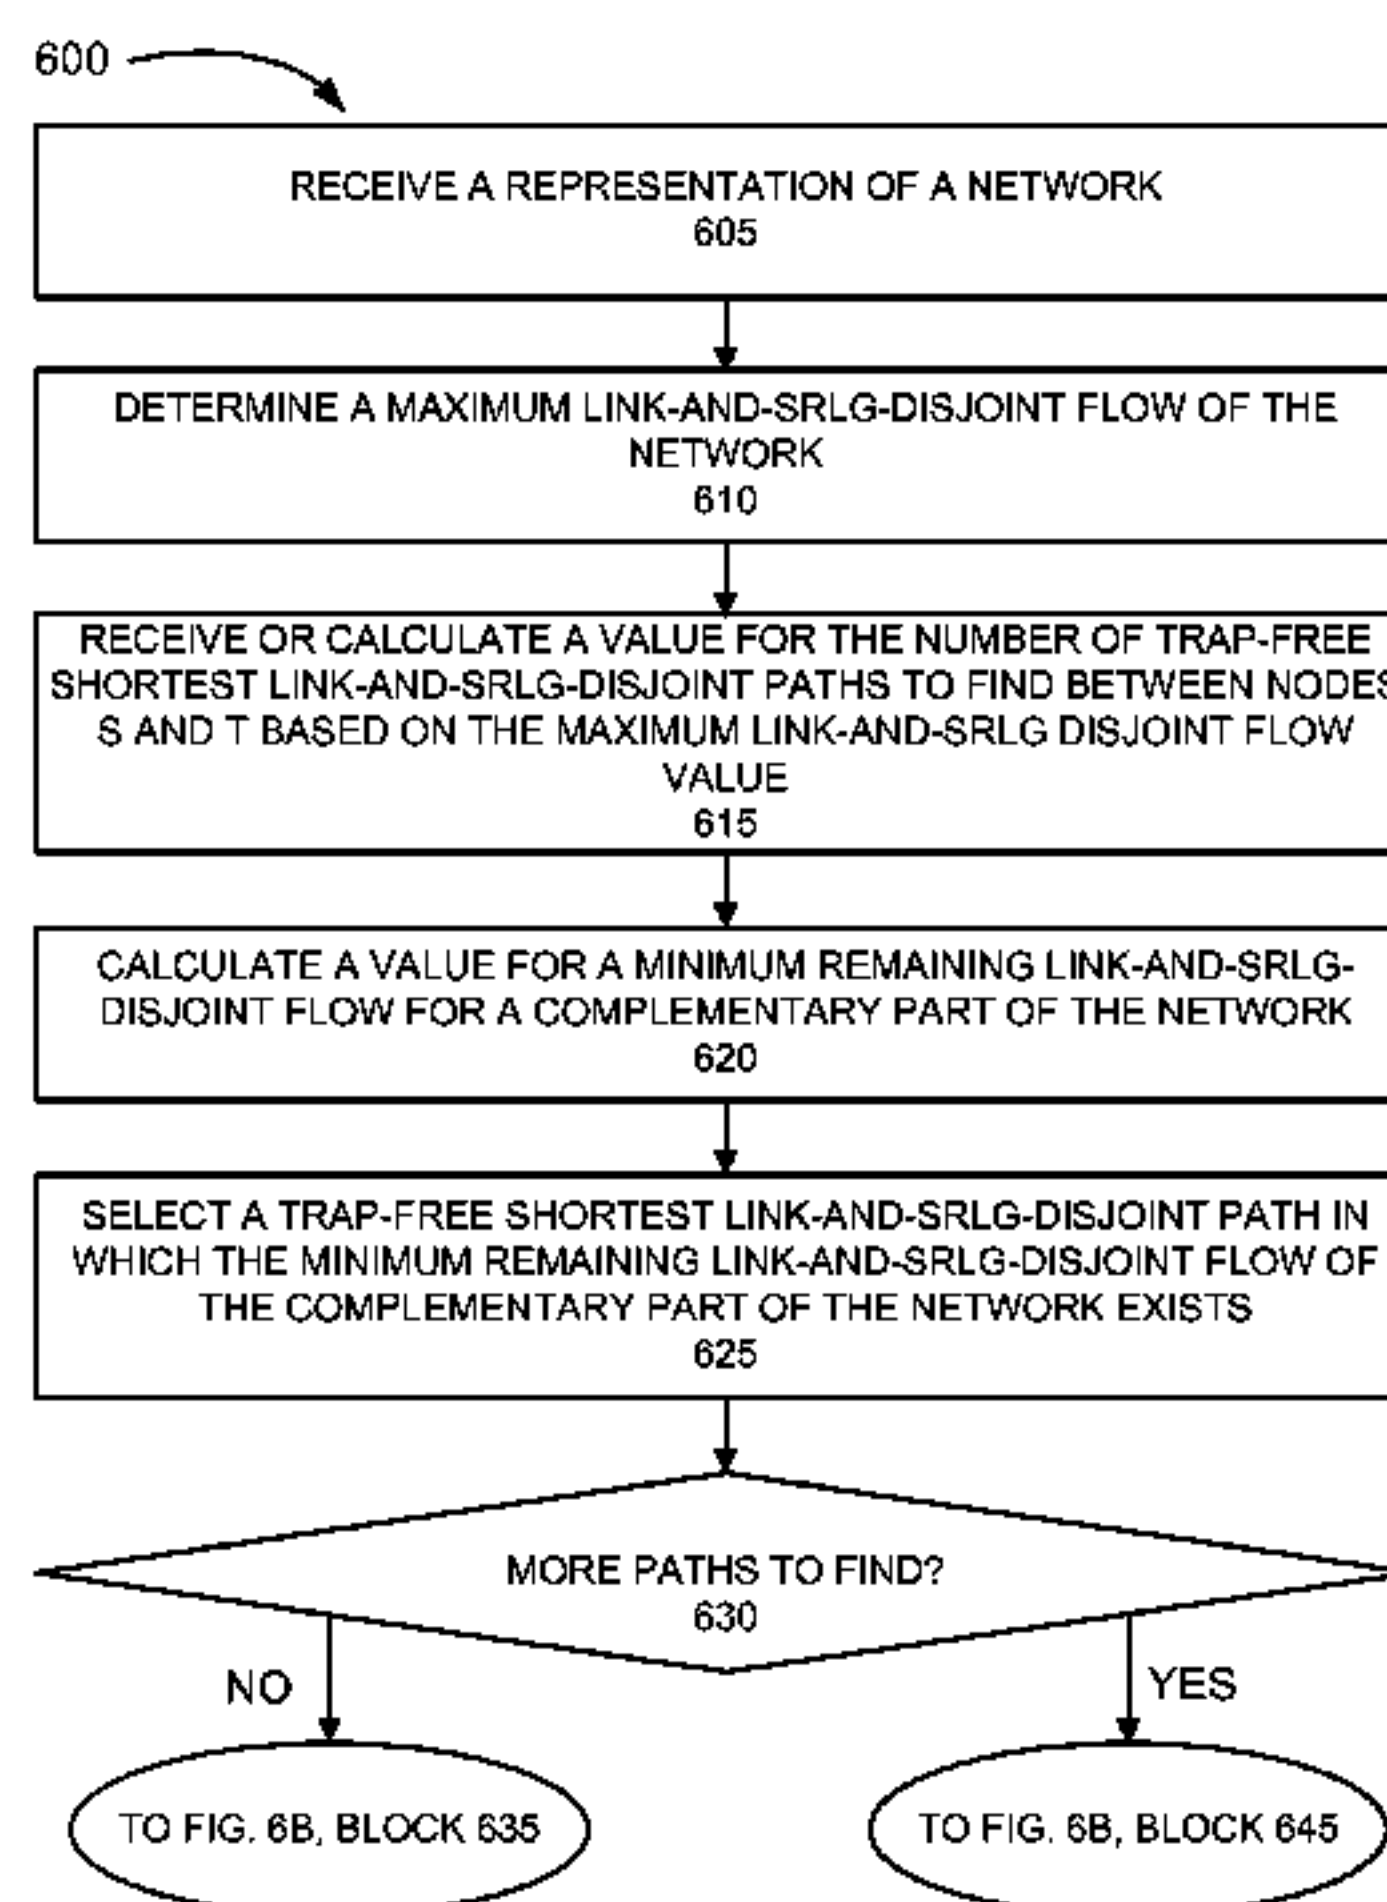 600
RECEIVE A REPRESENTATION OF A NETWORK
605
DETERMINE A MAXIMUM LINK-AND-SRLG-DISJOINT FLOW OF THE
NETWORK
610
RECEIVE OR CALCULATE A VALUE FOR THE NUMBER OF TRAP-FREE
SHORTEST LINK-AND-SRLG-DISJOINT PATHS TO FIND BETWEEN NODES
S AND T BASED ON THE MAXIMUM LINK-AND-SRLG DISJOINT FLOW
VALUE
615
CALCULATE A VALUE FOR A MINIMUM REMAINING LINK-AND-SRLG-
DISJOINT FLOW FOR A COMPLEMENTARY PART OF THE NETWORK
620
SELECT A TRAP-FREE SHORTEST LINK-AND-SRLG-DISJOINT PATH IN
WHICH THE MINIMUM REMAINING LINK-AND-SRLG-DISJOINT FLOW OF
THE COMPLEMENTARY PART OF THE NETWORK EXISTS
625
MORE PATHS TO FIND?
630
NO
YES
TO FIG. 6B, BLOCK 635
TO FIG. 6B, BLOCK 645